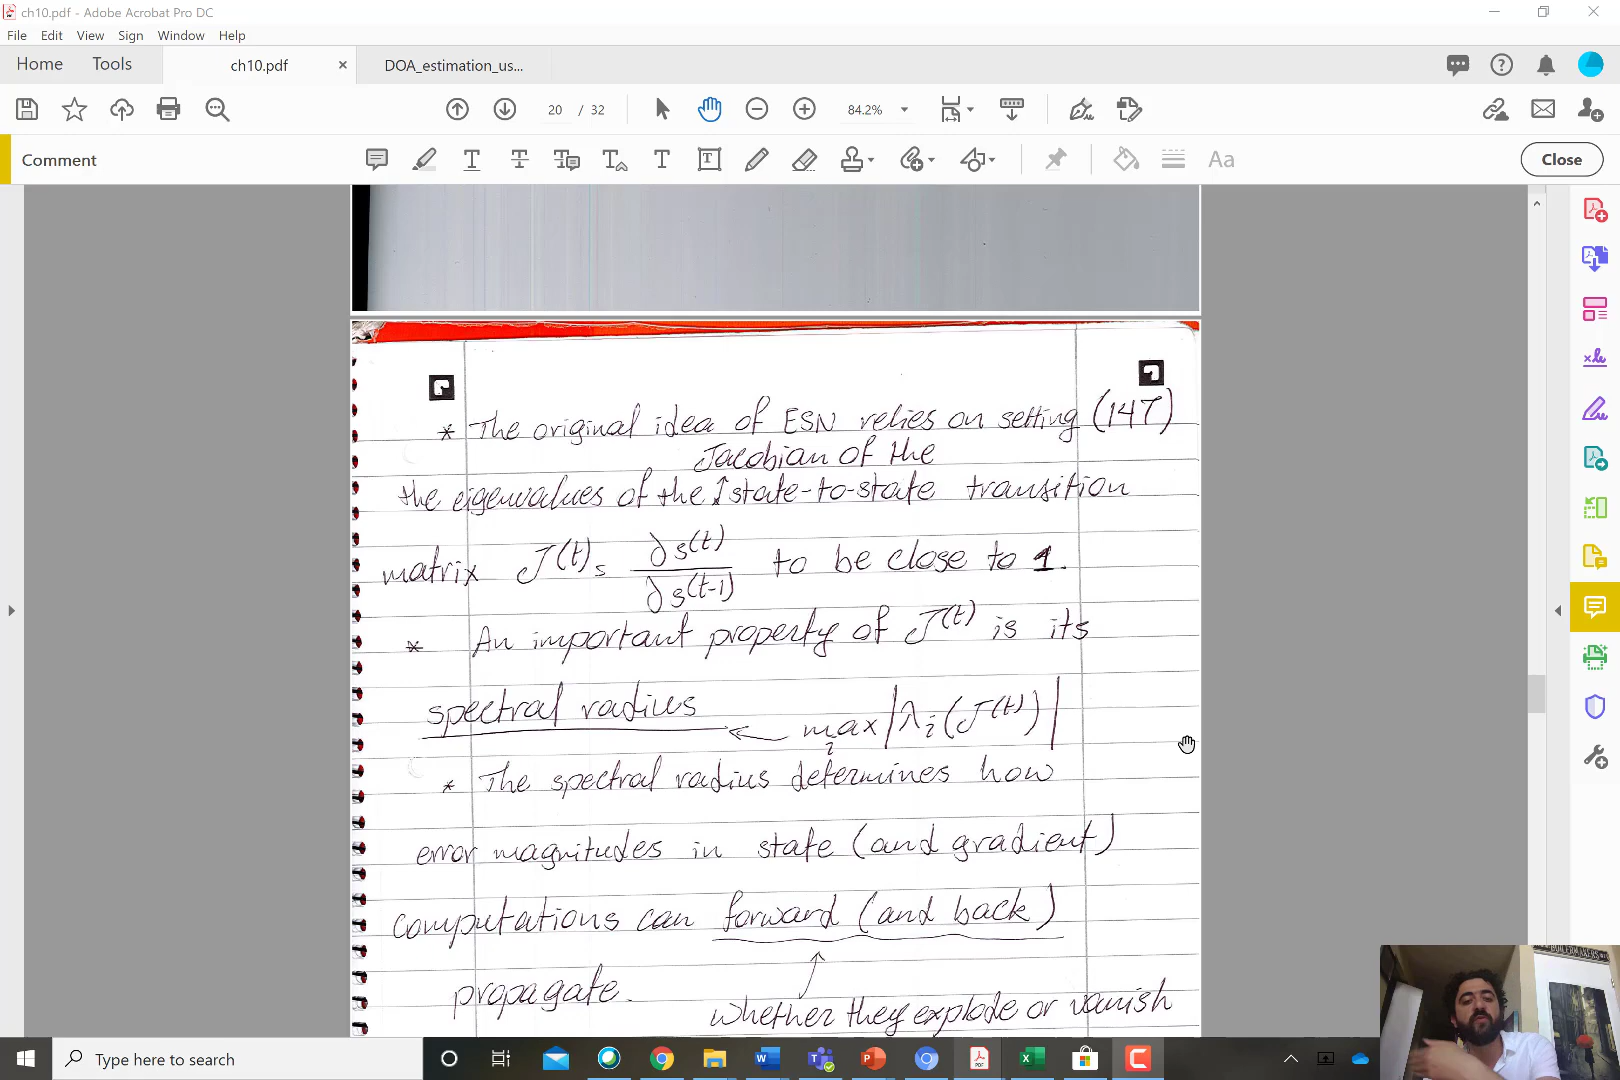 ch10.pdf - Adobe Acrobat Pro DC
File Edit View Sign Window Help
Home Tools ch10.pdf × DOA_estimation_us...
20 / 32 84.2%
Comment Aa Close
* The original idea of ESN relies on setting (147)
Jacobian of the
the eigenvalues of the ↑ state-to-state transition
matrix J(t) = ∂s(t) / ∂s(t-1) to be close to 1.
* An important property of J(t) is its
spectral radius ← max_i |λ_i(J(t))|
* The spectral radius determines how
error magnitudes in state (and gradient)
computations can forward (and back)
propagate.
whether they explode or vanish
Type here to search